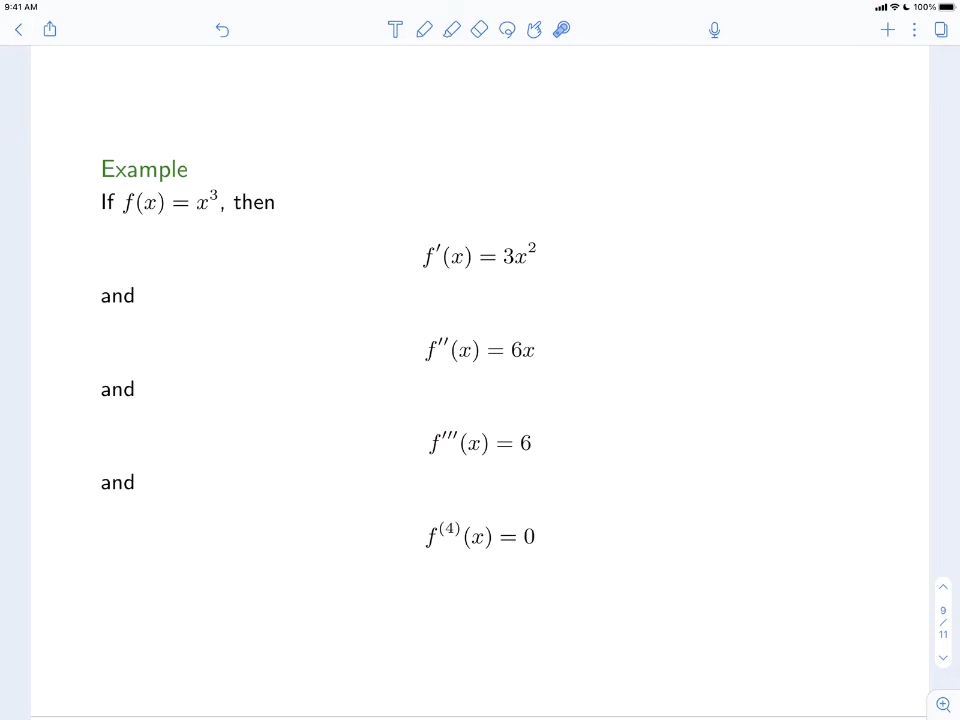 9:41 AM
100%
Example
If f(x) = x³, then
f′(x) = 3x²
and
f″(x) = 6x
and
f‴(x) = 6
and
f⁽⁴⁾(x) = 0
9
/
11